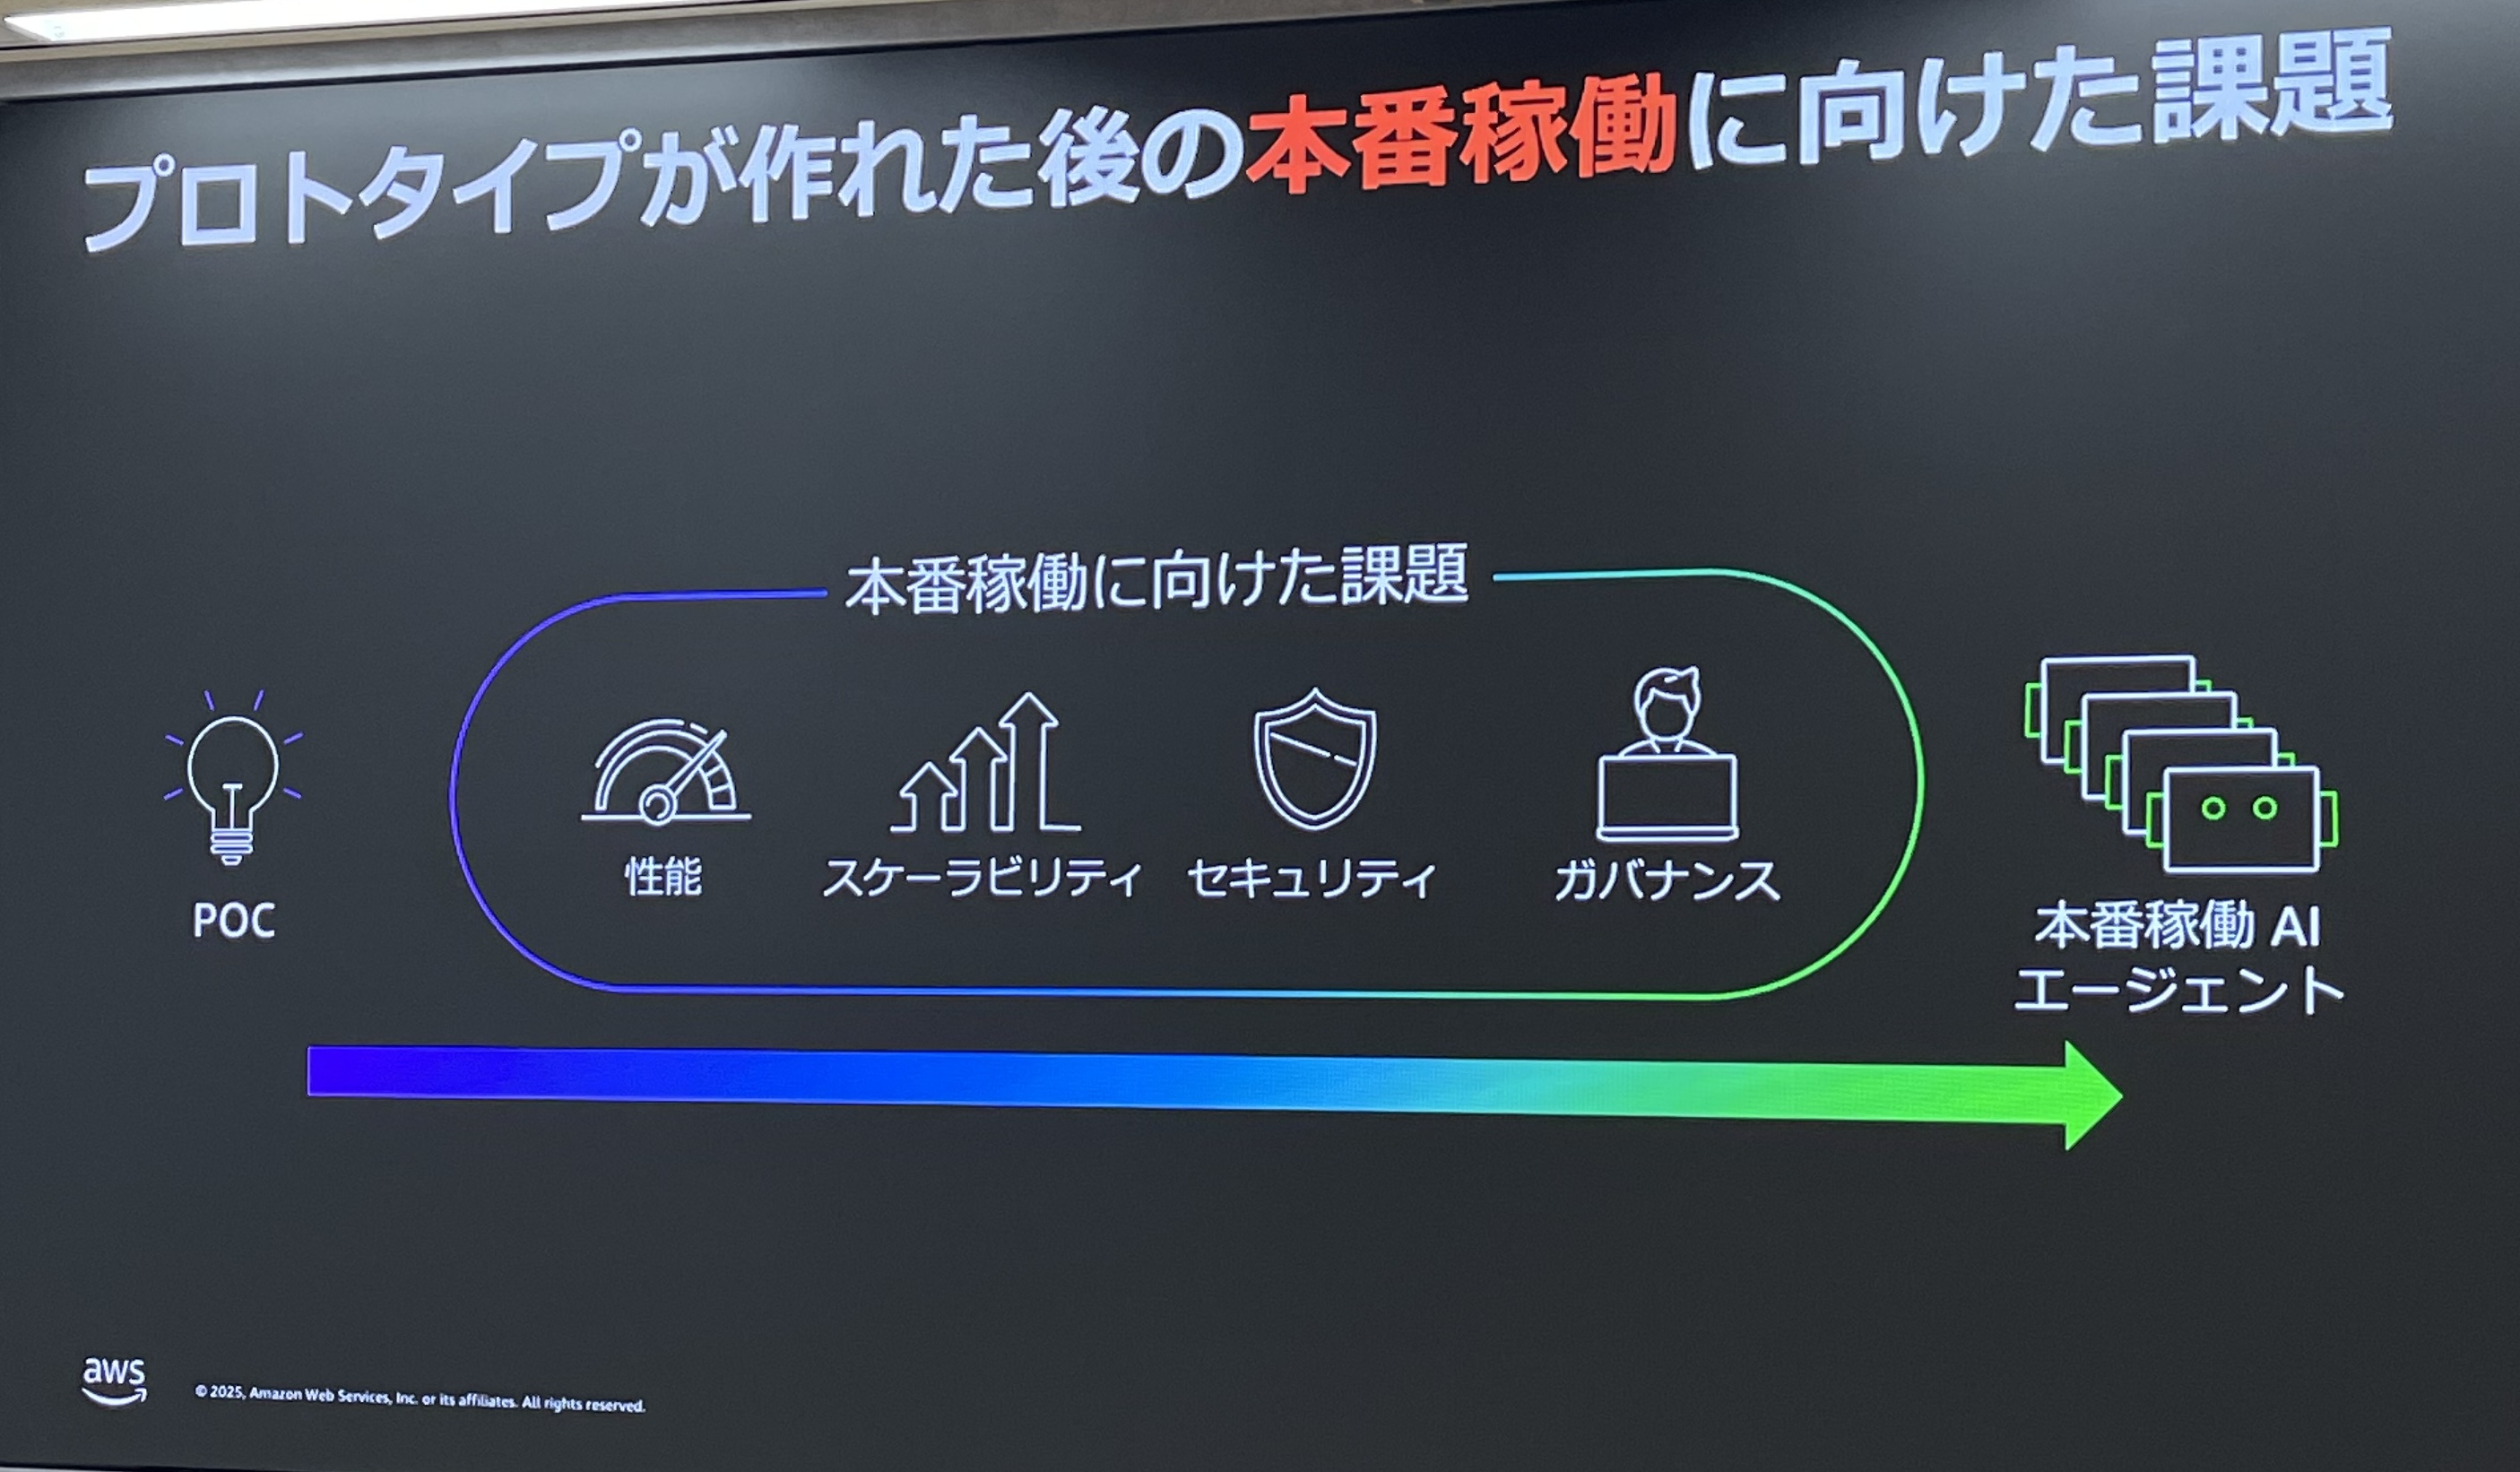 プロトタイプが作れた後の本番稼働に向けた課題
本番稼働に向けた課題
POC
性能
スケーラビリティ
セキュリティ
ガバナンス
本番稼働 AI
エージェント
aws
© 2025, Amazon Web Services, Inc. or its affiliates. All rights reserved.